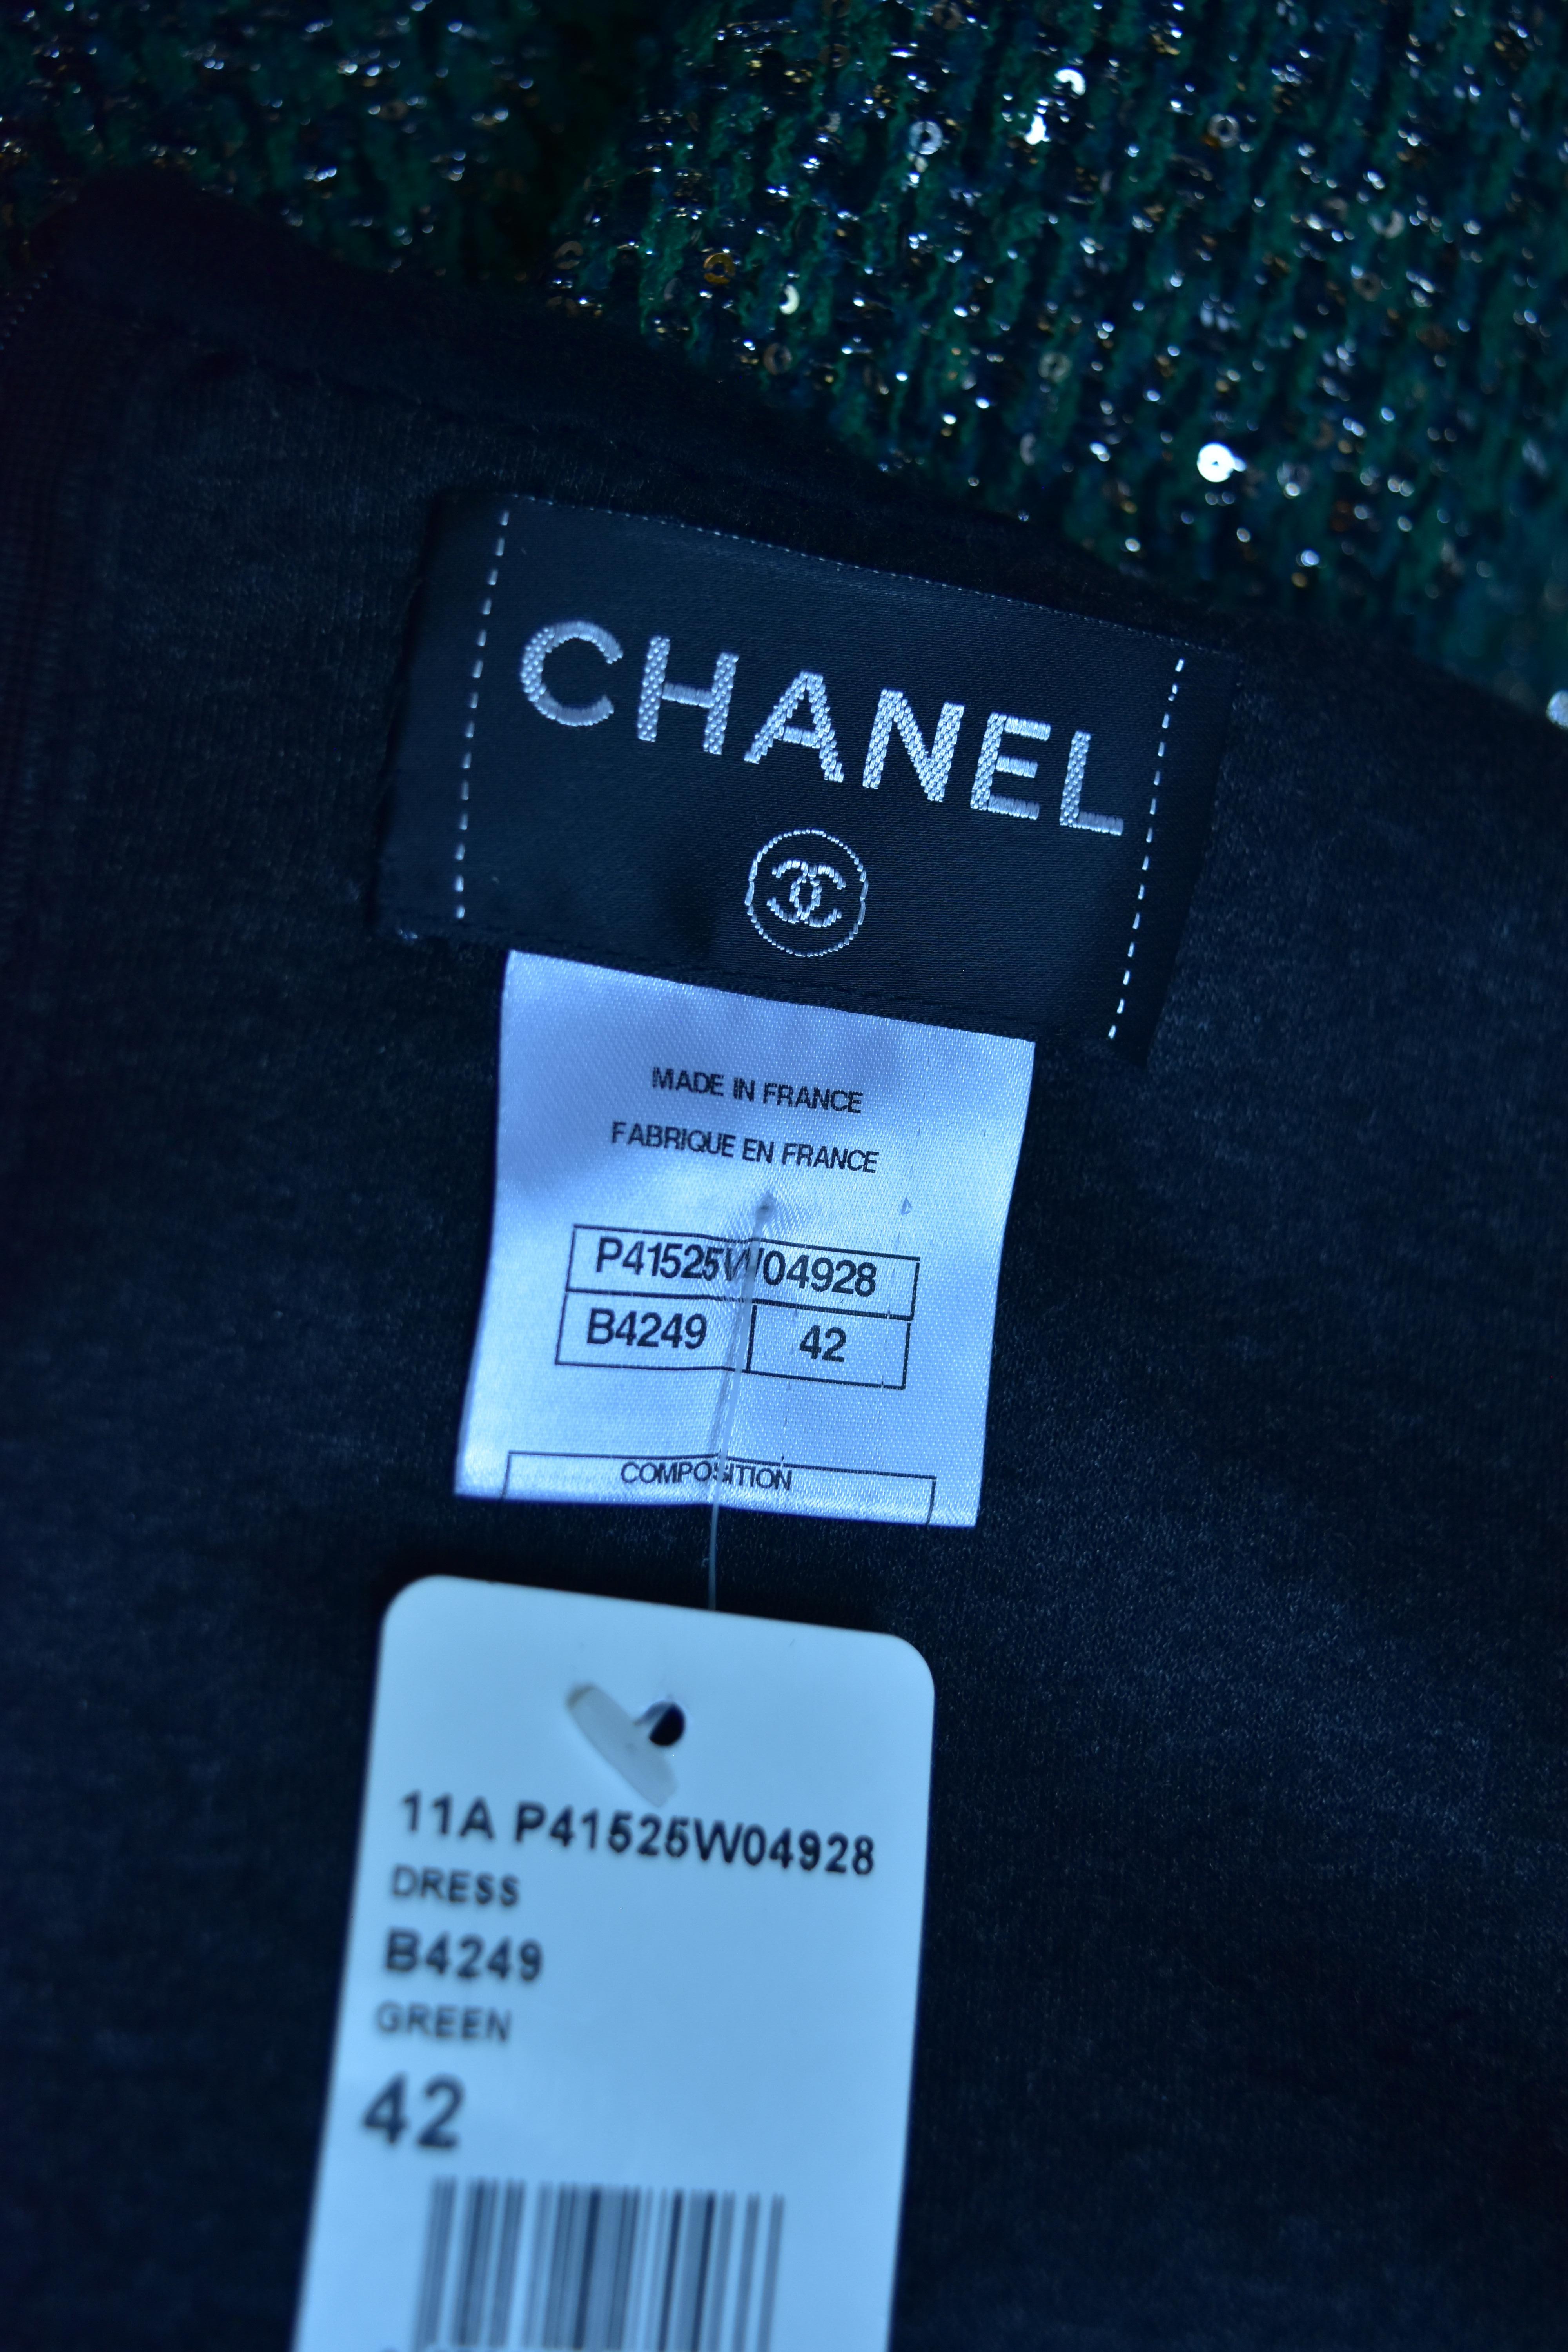 CHANEL
MADE IN FRANCE
FABRIQUE EN FRANCE
P41525W04928
B4249 42
COMPOSITION
11A P41525W04928
DRESS
B4249
GREEN
42